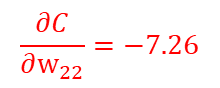 ∂C/∂w₂₂ = −7.26